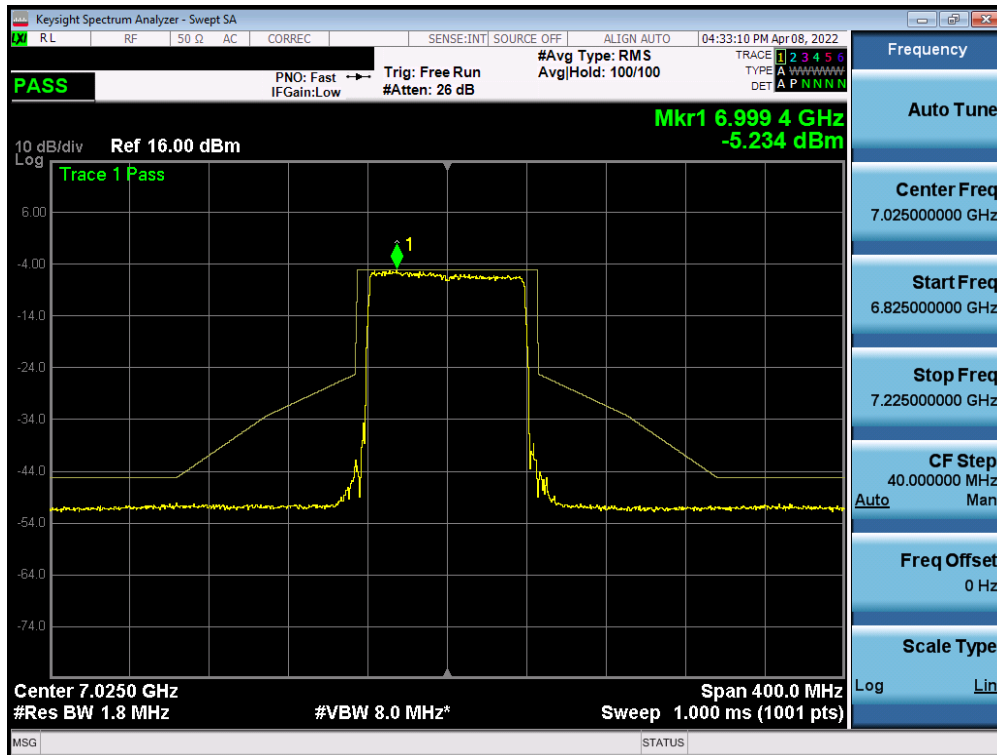 Keysight Spectrum Analyzer - Swept SA
LXI RL RF 50 Ω AC CORREC SENSE:INT SOURCE OFF ALIGN AUTO 04:33:10 PM Apr 08, 2022
PASS
PNO: Fast
IFGain:Low
Trig: Free Run
#Atten: 26 dB
#Avg Type: RMS
Avg|Hold: 100/100
TRACE 1 2 3 4 5 6
TYPE A WWWWW
DET A P N N N N
Mkr1 6.999 4 GHz
-5.234 dBm
10 dB/div Ref 16.00 dBm
Log
Trace 1 Pass
1
6.00
-4.00
-14.0
-24.0
-34.0
-44.0
-54.0
-64.0
-74.0
Center 7.0250 GHz Span 400.0 MHz
#Res BW 1.8 MHz #VBW 8.0 MHz* Sweep 1.000 ms (1001 pts)
MSG STATUS
Frequency
Auto Tune
Center Freq
7.025000000 GHz
Start Freq
6.825000000 GHz
Stop Freq
7.225000000 GHz
CF Step
40.000000 MHz
Auto Man
Freq Offset
0 Hz
Scale Type
Log Lin